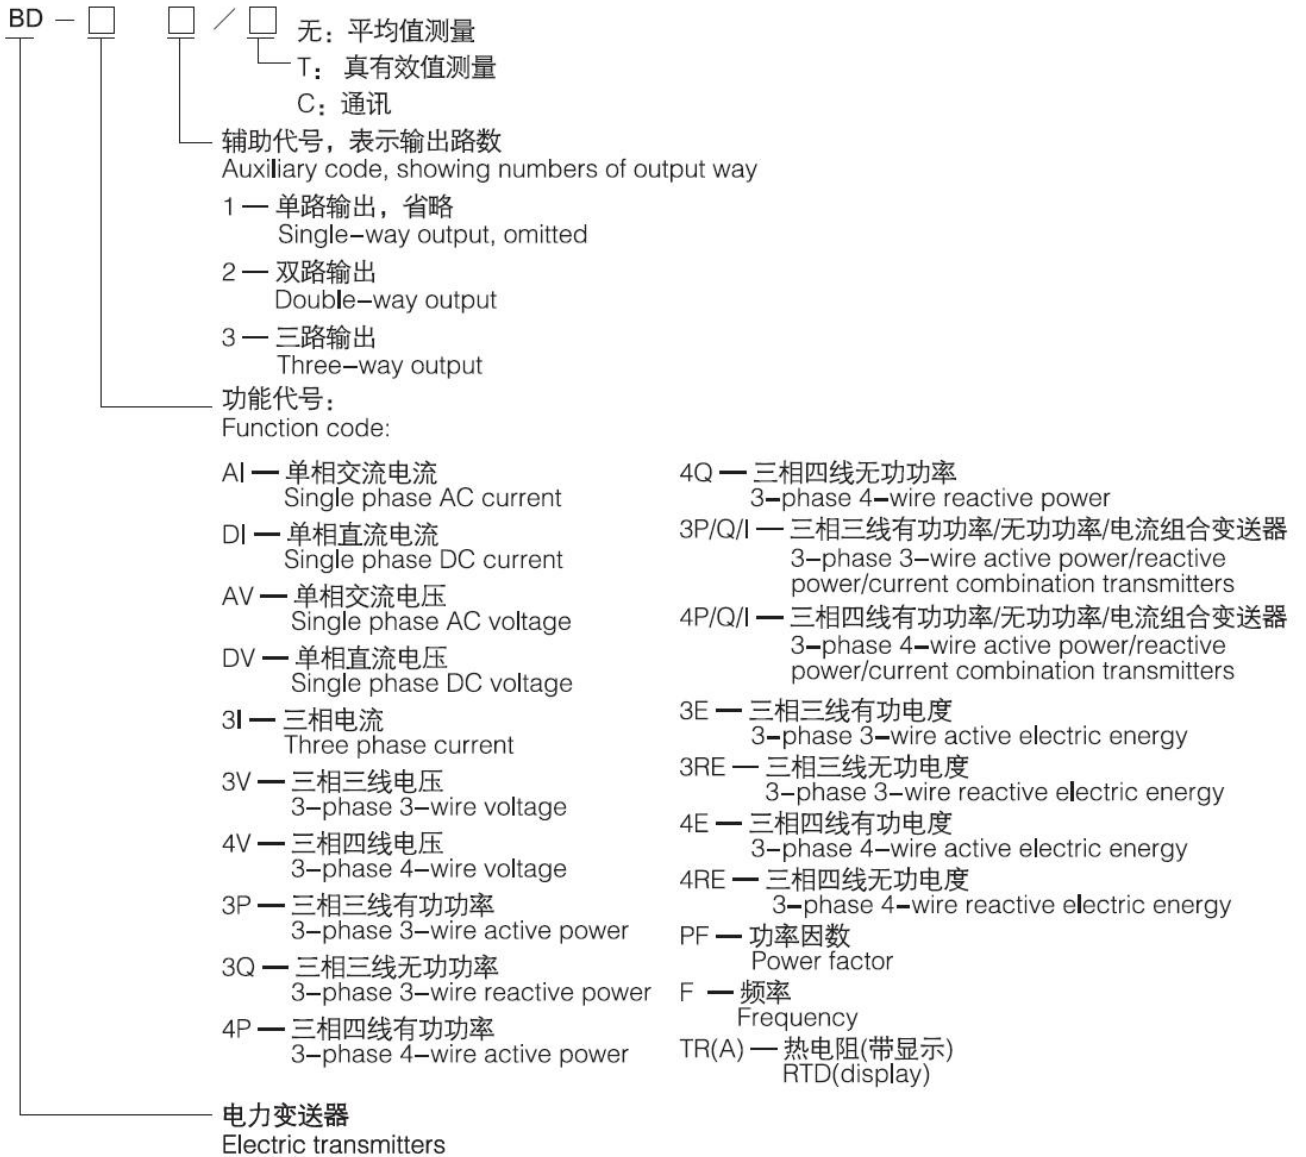 BD – □ □ / □ 无：平均值测量
T： 真有效值测量
C：通讯
辅助代号，表示输出路数
Auxiliary code, showing numbers of output way
1 — 单路输出，省略
Single–way output, omitted
2 — 双路输出
Double–way output
3 — 三路输出
Three–way output
功能代号：
Function code:
AI — 单相交流电流
Single phase AC current
DI — 单相直流电流
Single phase DC current
AV — 单相交流电压
Single phase AC voltage
DV — 单相直流电压
Single phase DC voltage
3I — 三相电流
Three phase current
3V — 三相三线电压
3–phase 3–wire voltage
4V — 三相四线电压
3–phase 4–wire voltage
3P — 三相三线有功功率
3–phase 3–wire active power
3Q — 三相三线无功功率
3–phase 3–wire reactive power
4P — 三相四线有功功率
3–phase 4–wire active power
4Q — 三相四线无功功率
3–phase 4–wire reactive power
3P/Q/I — 三相三线有功功率/无功功率/电流组合变送器
3–phase 3–wire active power/reactive
power/current combination transmitters
4P/Q/I — 三相四线有功功率/无功功率/电流组合变送器
3–phase 4–wire active power/reactive
power/current combination transmitters
3E — 三相三线有功电度
3–phase 3–wire active electric energy
3RE — 三相三线无功电度
3–phase 3–wire reactive electric energy
4E — 三相四线有功电度
3–phase 4–wire active electric energy
4RE — 三相四线无功电度
3–phase 4–wire reactive electric energy
PF — 功率因数
Power factor
F — 频率
Frequency
TR(A) — 热电阻(带显示)
RTD(display)
电力变送器
Electric transmitters